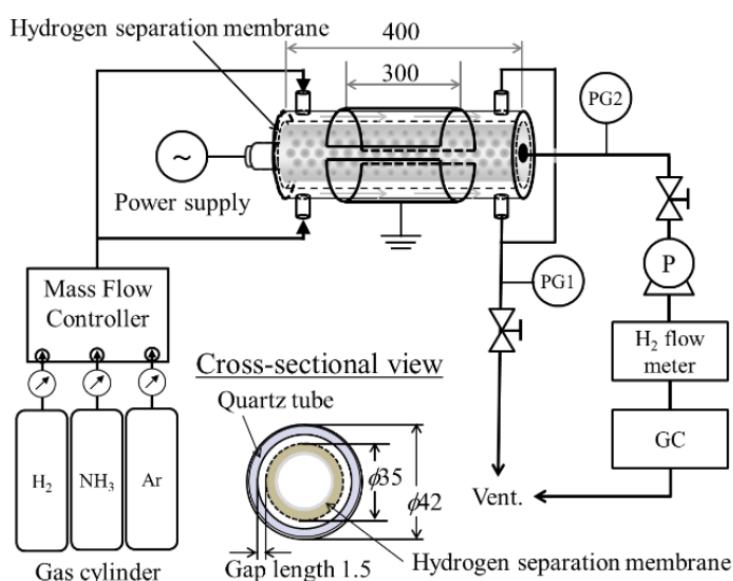 Hydrogen separation membrane
400
300
PG2
~
Power supply
P
PG1
Mass Flow
Controller
H₂ flow
meter
Cross-sectional view
Quartz tube
GC
H₂
NH₃
Ar
ϕ35
ϕ42
Vent.
Gas cylinder
Gap length 1.5
Hydrogen separation membrane